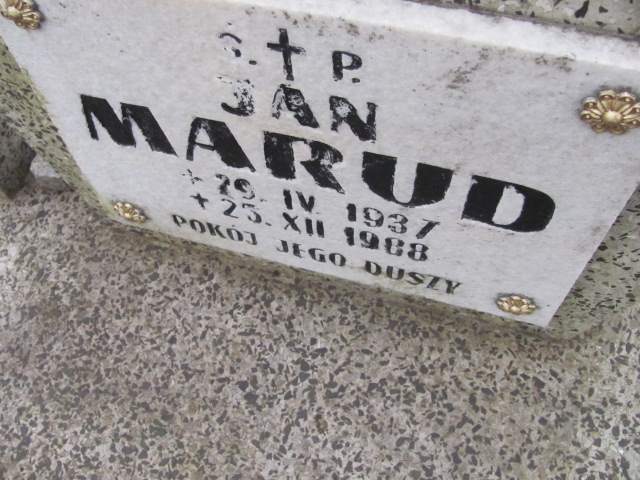 Ś. † P.
JAN
MARUD
* 29. IV. 1937
+ 23. XII 1988
POKÓJ JEGO DUSZY